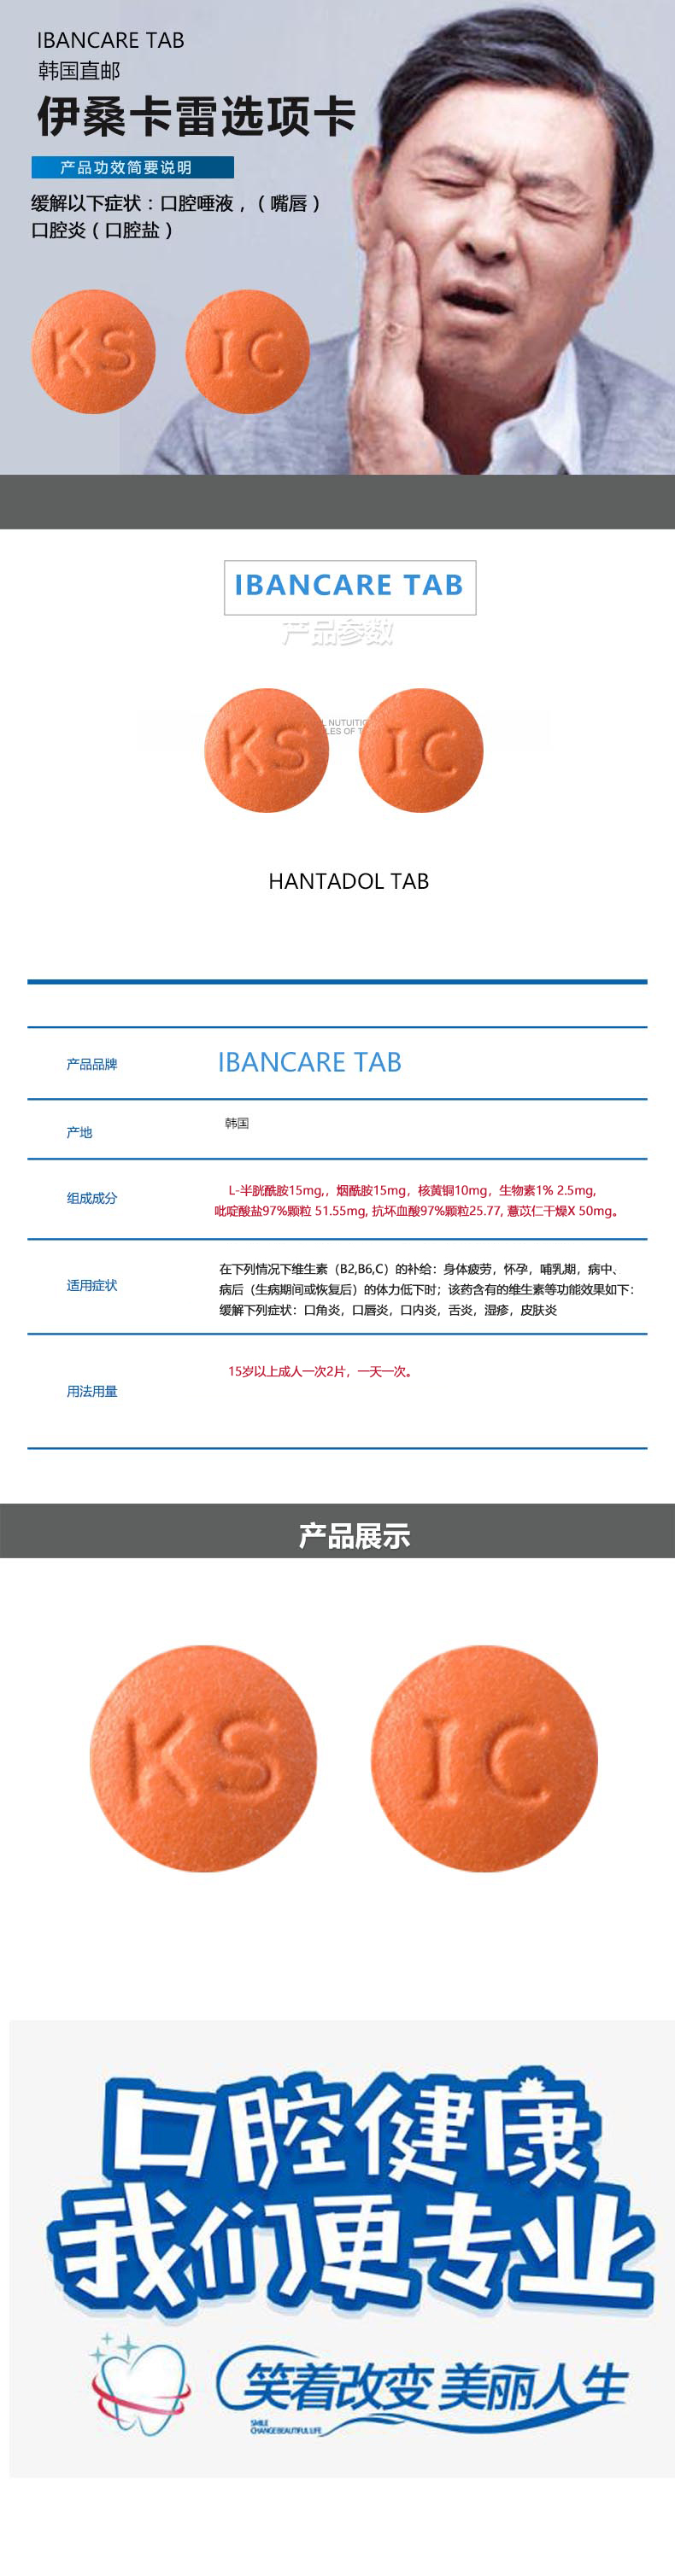 IBANCARE TAB
韩国直邮
伊桑卡雷选项卡
产品功效简要说明
缓解以下症状：口腔唾液，（嘴唇）
口腔炎（口腔盐）
KS
IC
IBANCARE TAB
产品参数
L NUTUITIO
LES OF T
KS
IC
HANTADOL TAB
产品品牌
IBANCARE TAB
产地
韩国
组成成分
L-半胱酰胺15mg,，烟酰胺15mg，核黄铜10mg，生物素1% 2.5mg,
吡啶酸盐97%颗粒 51.55mg, 抗坏血酸97%颗粒25.77, 薏苡仁干燥X 50mg。
适用症状
在下列情况下维生素（B2,B6,C）的补给：身体疲劳，怀孕，哺乳期，病中、
病后（生病期间或恢复后）的体力低下时；该药含有的维生素等功能效果如下：
缓解下列症状：口角炎，口唇炎，口内炎，舌炎，湿疹，皮肤炎
用法用量
15岁以上成人一次2片，一天一次。
产品展示
KS
IC
口腔健康
我们更专业
笑着改变 美丽人生
SMILE
CHANGE BEAUTIFUL LIFE